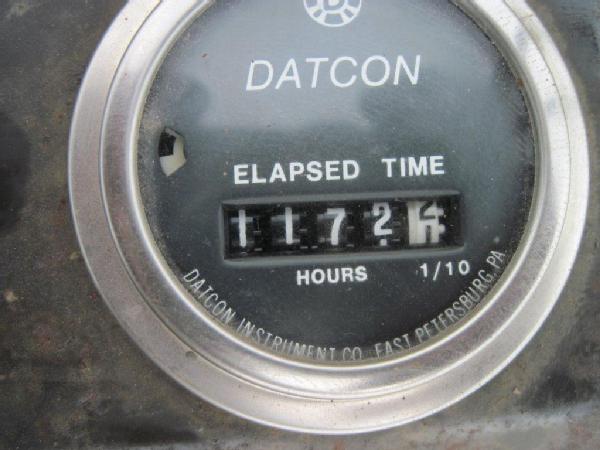 DATCON
ELAPSED TIME
1172
HOURS 1/10
DATCON INSTRUMENT CO. EAST PETERSBURG, PA